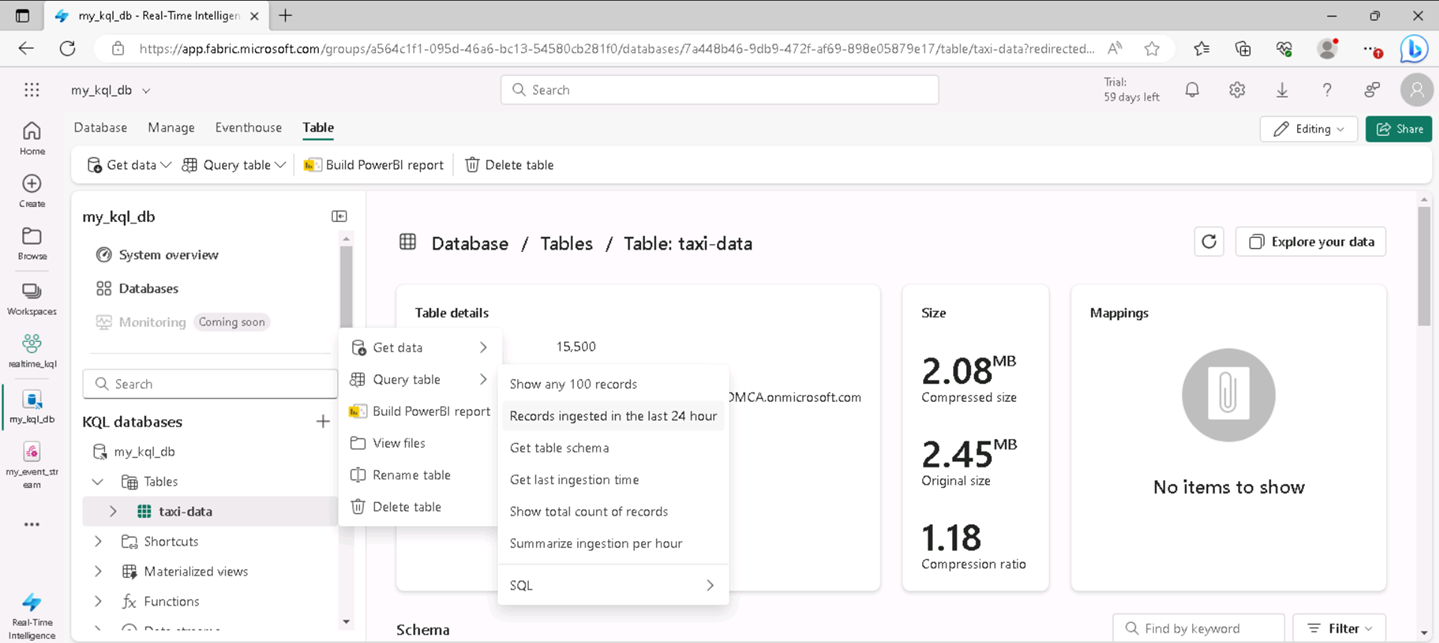 my_kql_db - Real-Time Intelligen
https://app.fabric.microsoft.com/groups/a564c1f1-095d-46a6-bc13-54580cb281f0/databases/7a448b46-9db9-472f-af69-898e05879e17/table/taxi-data?redirected...
my_kql_db
Search
Trial:
59 days left
Database Manage Eventhouse Table
Editing
Share
Get data Query table Build PowerBI report Delete table
Home
Create
Browse
Workspaces
realtime_kql
my_kql_db
my_event_str
eam
Real-Time
Intelligence
my_kql_db
System overview
Databases
Monitoring Coming soon
Search
KQL databases
my_kql_db
Tables
taxi-data
Shortcuts
Materialized views
Functions
Get data
Query table
Build PowerBI report
View files
Rename table
Delete table
Show any 100 records
Records ingested in the last 24 hour
Get table schema
Get last ingestion time
Show total count of records
Summarize ingestion per hour
SQL
Database / Tables / Table: taxi-data
Explore your data
Table details
15,500
OMCA.onmicrosoft.com
Size
2.08MB
Compressed size
2.45MB
Original size
1.18
Compression ratio
Mappings
No items to show
Schema
Find by keyword
Filter